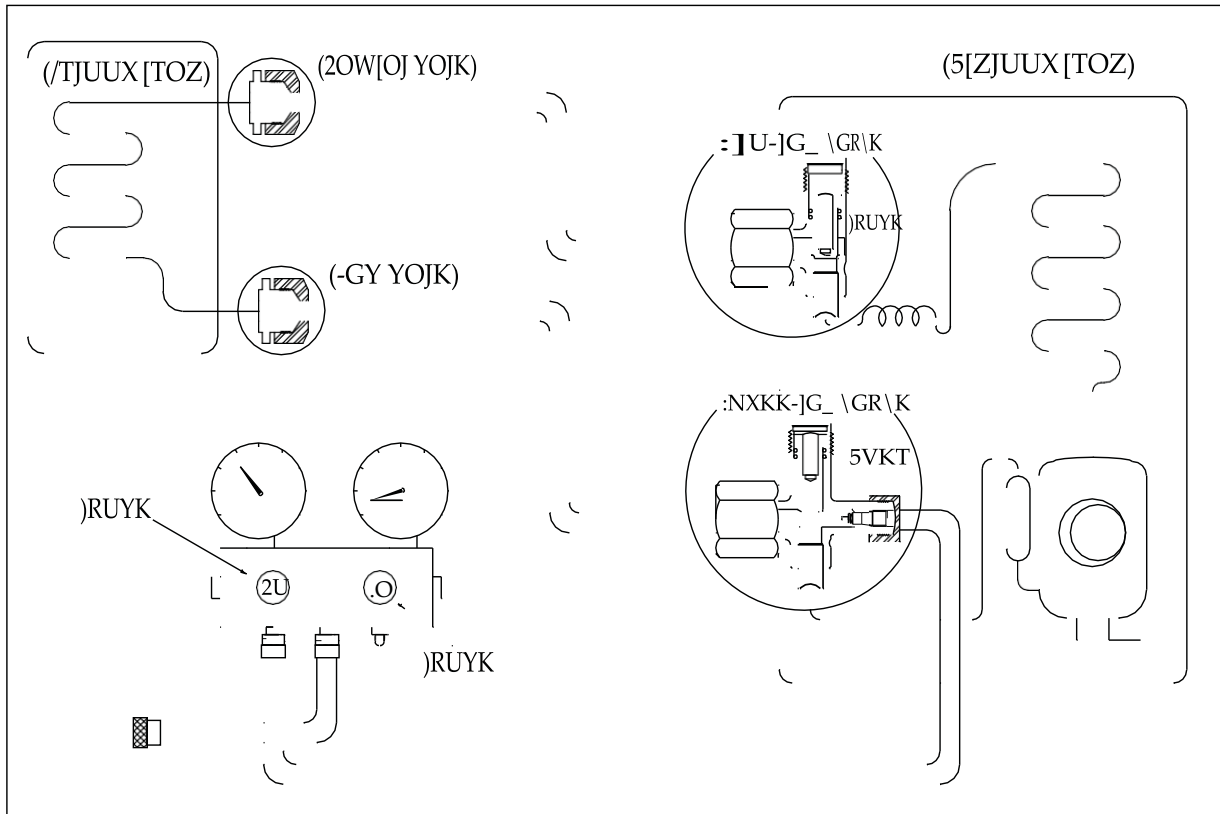 (/TJUUX [TOZ)
(2OW[OJ YOJK)
(5[ZJUUX [TOZ)
:]U-]G_ \GR\K
)RUYK
(-GY YOJK)
:NXKK-]G_ \GR\K
5VKT
)RUYK
2U
.O
)RUYK